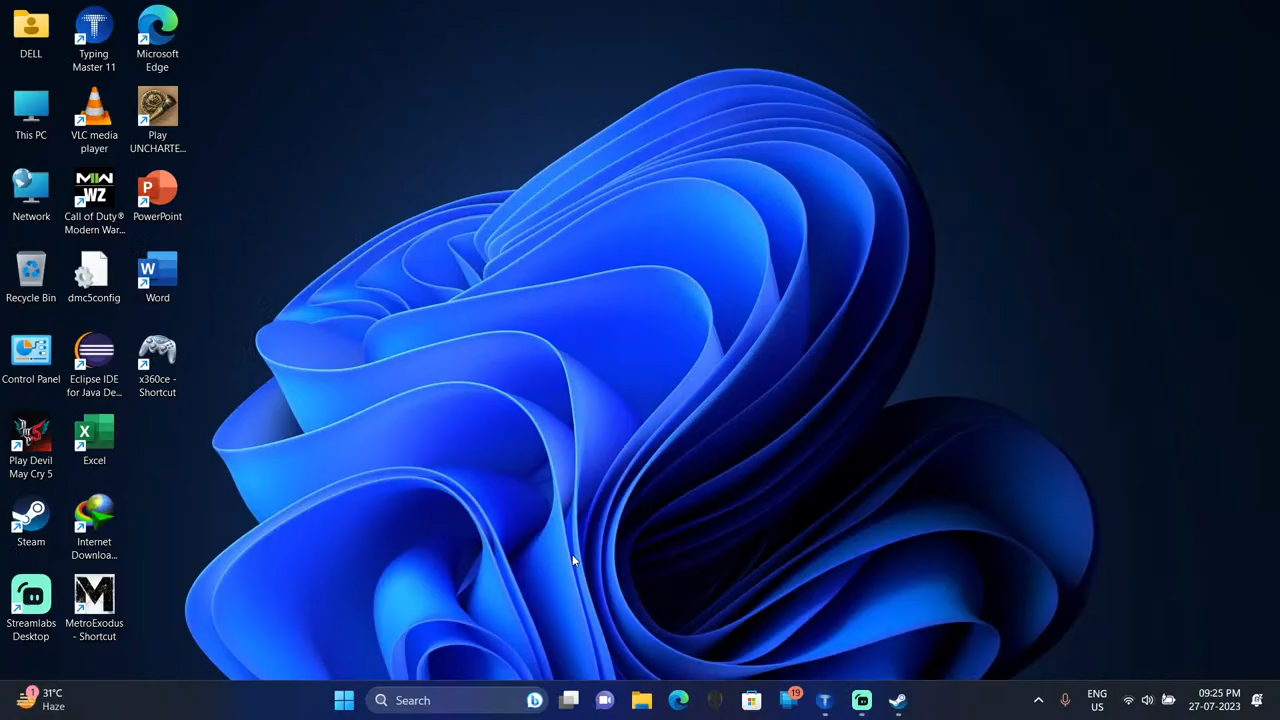 DELL
Typing
Master 11
Microsoft
Edge
This PC
VLC media
player
Play
UNCHARTE...
Network
MW
WZ
Call of Duty®
Modern War...
P
PowerPoint
Recycle Bin
dmc5config
W
Word
Control Panel
Eclipse IDE
for Java De...
x360ce -
Shortcut
Play Devil
May Cry 5
X
Excel
Steam
Internet
Downloa...
Streamlabs
Desktop
M
MetroExodus
- Shortcut
1
31°C
Haze
Search
19
T
ENG
US
09:25 PM
27-07-2023